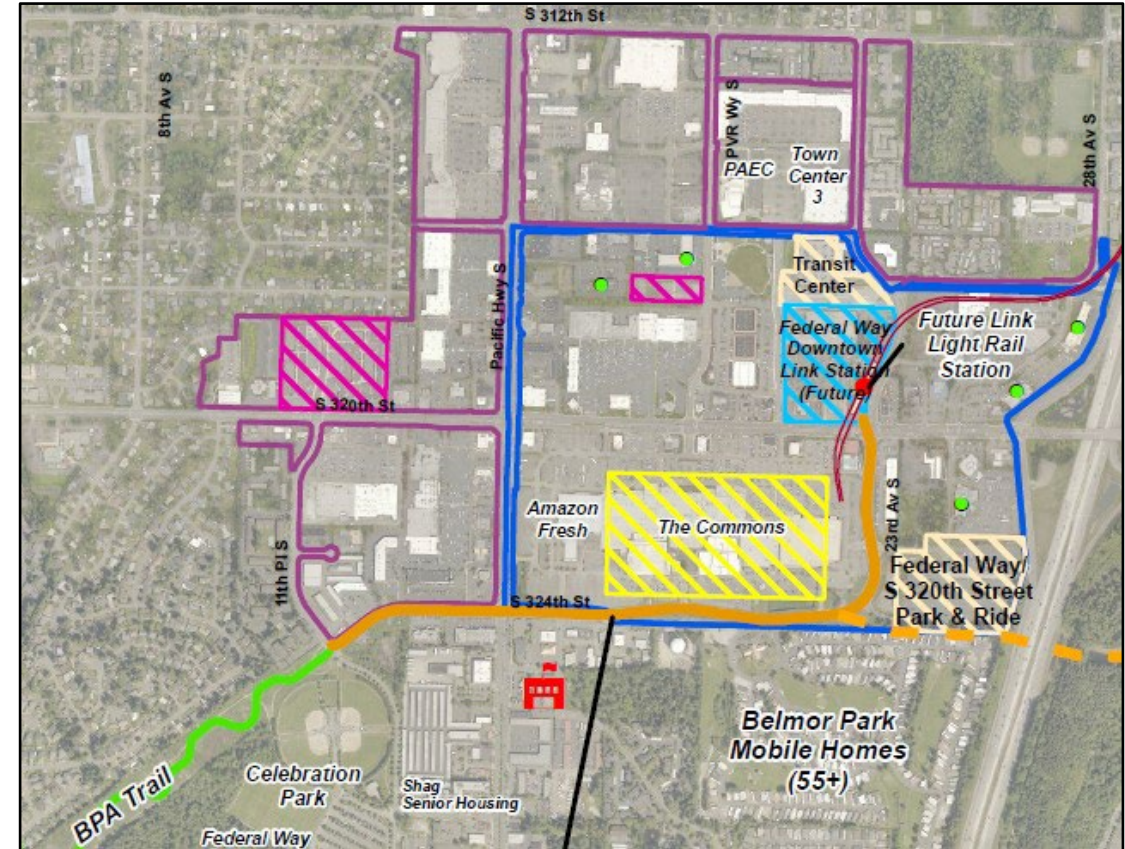 S 312th St
8th Av S
PVR Wy S
28th Av S
PAEC
Town
Center
3
Pacific Hwy S
Transit
Center
Federal Way
Downtown
Link Station
(Future)
Future Link
Light Rail
Station
S 320th St
Amazon
Fresh
The Commons
23rd Av S
11th Pl S
Federal Way/
S 320th Street
Park & Ride
S 324th St
Belmor Park
Mobile Homes
(55+)
BPA Trail
Celebration
Park
Shag
Senior Housing
Federal Way